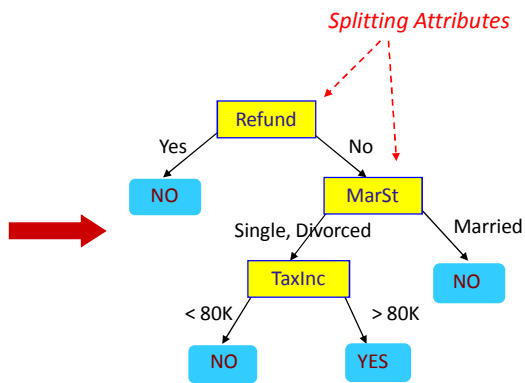 Splitting Attributes
Refund
Yes
No
NO
MarSt
Single, Divorced
Married
TaxInc
NO
< 80K
> 80K
NO
YES